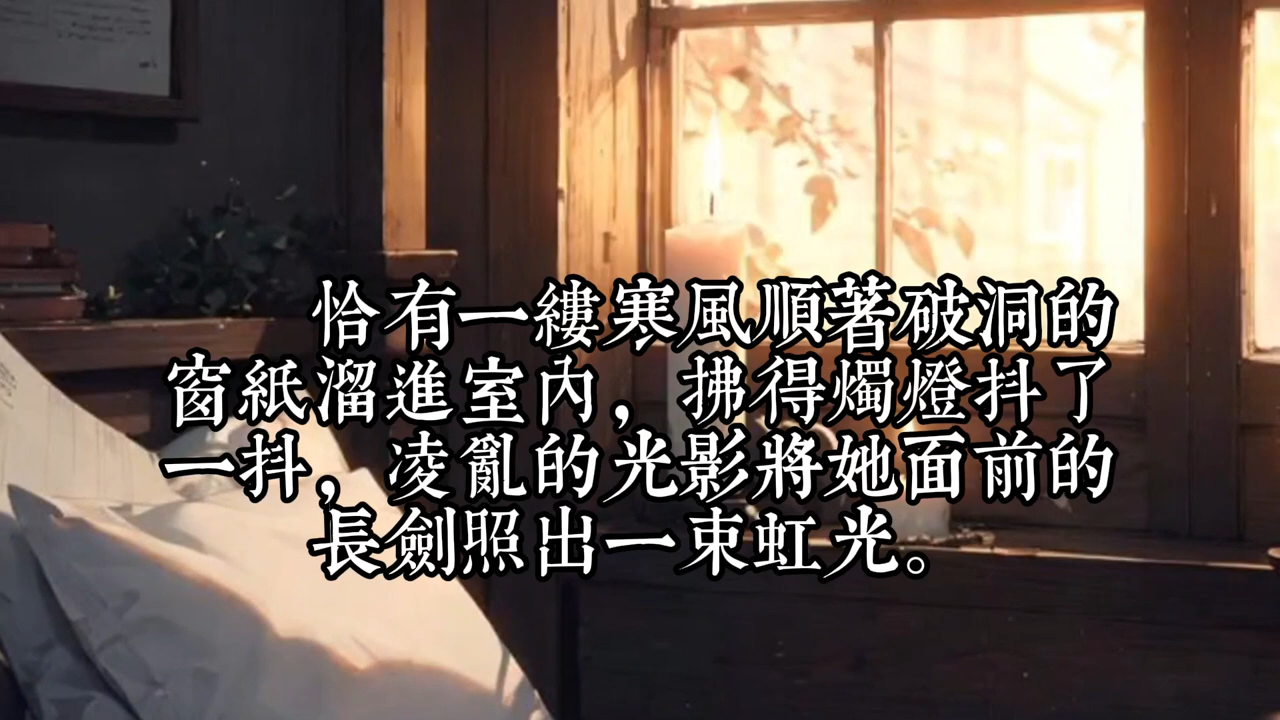 恰有一縷寒風順著破洞的
窗紙溜進室內，拂得燭燈抖了
一抖，凌亂的光影將她面前的
長劍照出一束虹光。